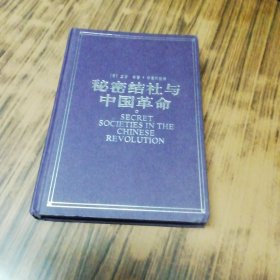 秘密结社与
中国革命
SECRET
SOCIETIES IN THE
CHINESE
REVOLUTION